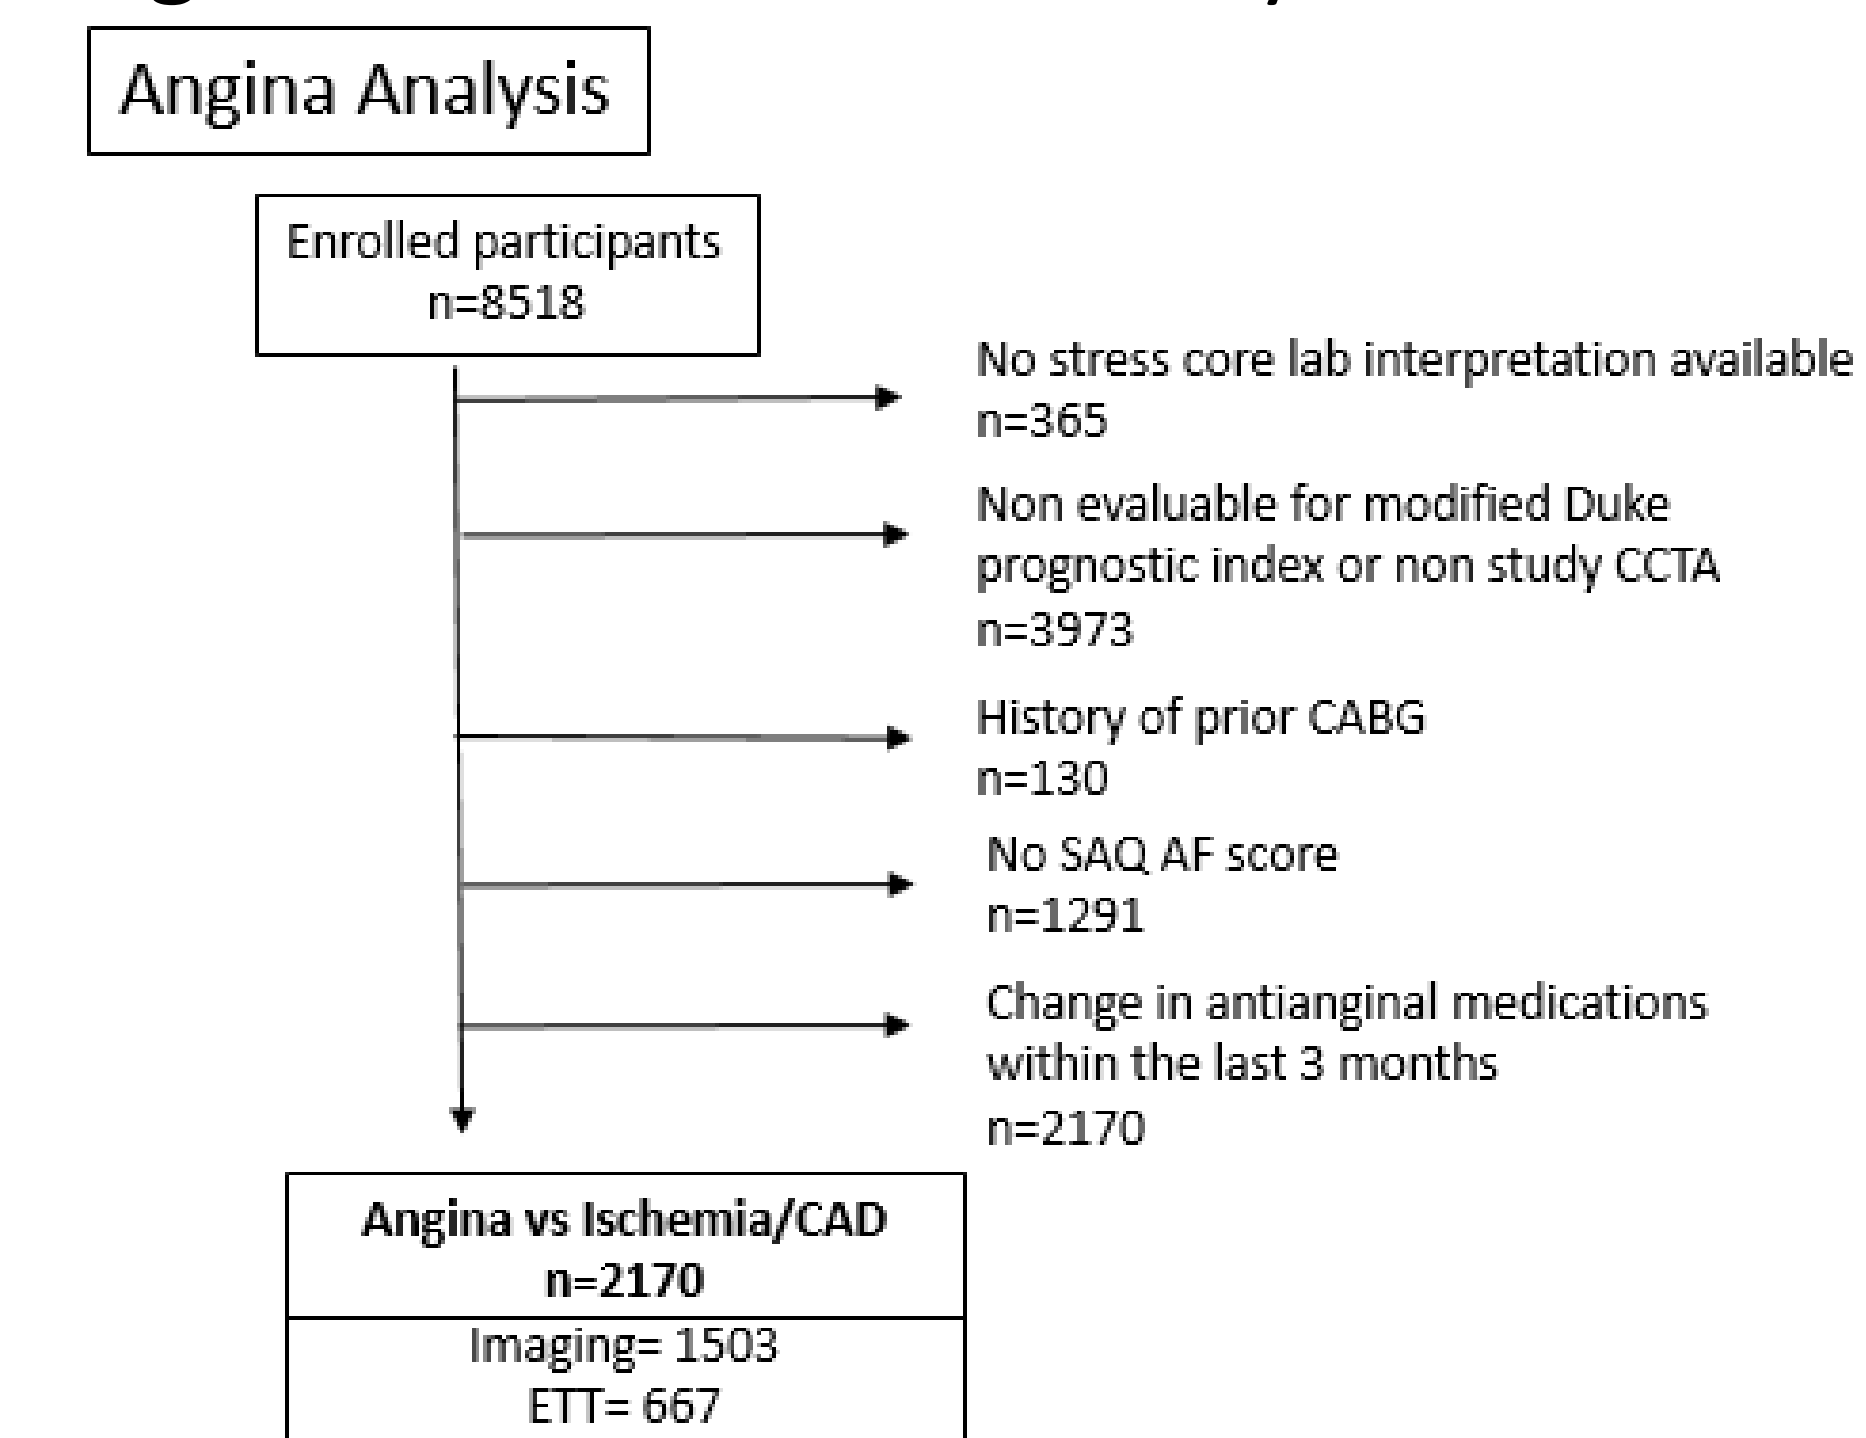 Angina Analysis
Enrolled participants
n=8518
No stress core lab interpretation available
n=365
Non evaluable for modified Duke
prognostic index or non study CCTA
n=3973
History of prior CABG
n=130
No SAQ AF score
n=1291
Change in antianginal medications
within the last 3 months
n=2170
Angina vs Ischemia/CAD
n=2170
Imaging= 1503
ETT= 667